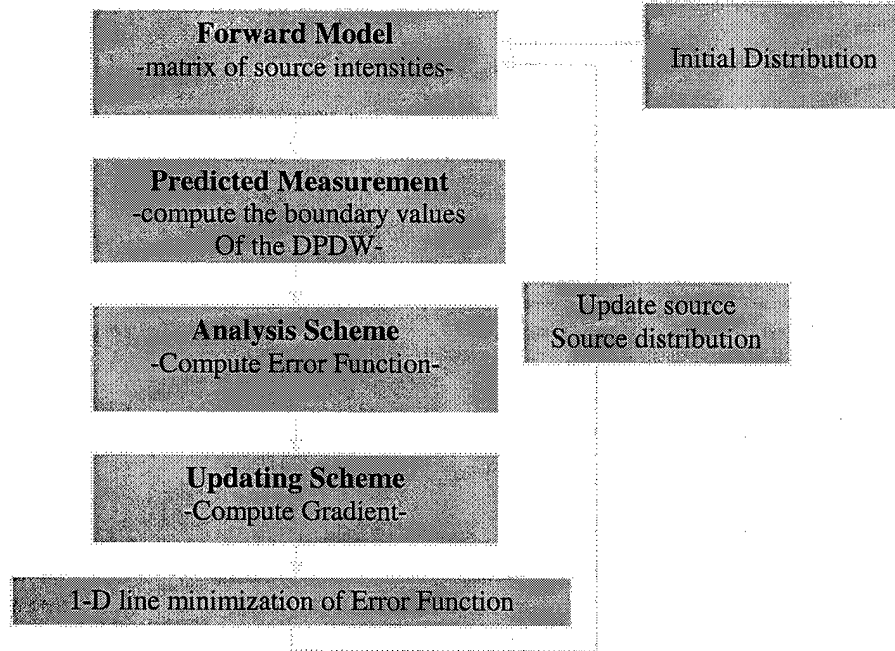 Forward Model
-matrix of source intensities-
Initial Distribution
Predicted Measurement
-compute the boundary values
Of the DPDW-
Analysis Scheme
-Compute Error Function-
Update source
Source distribution
Updating Scheme
-Compute Gradient-
1-D line minimization of Error Function